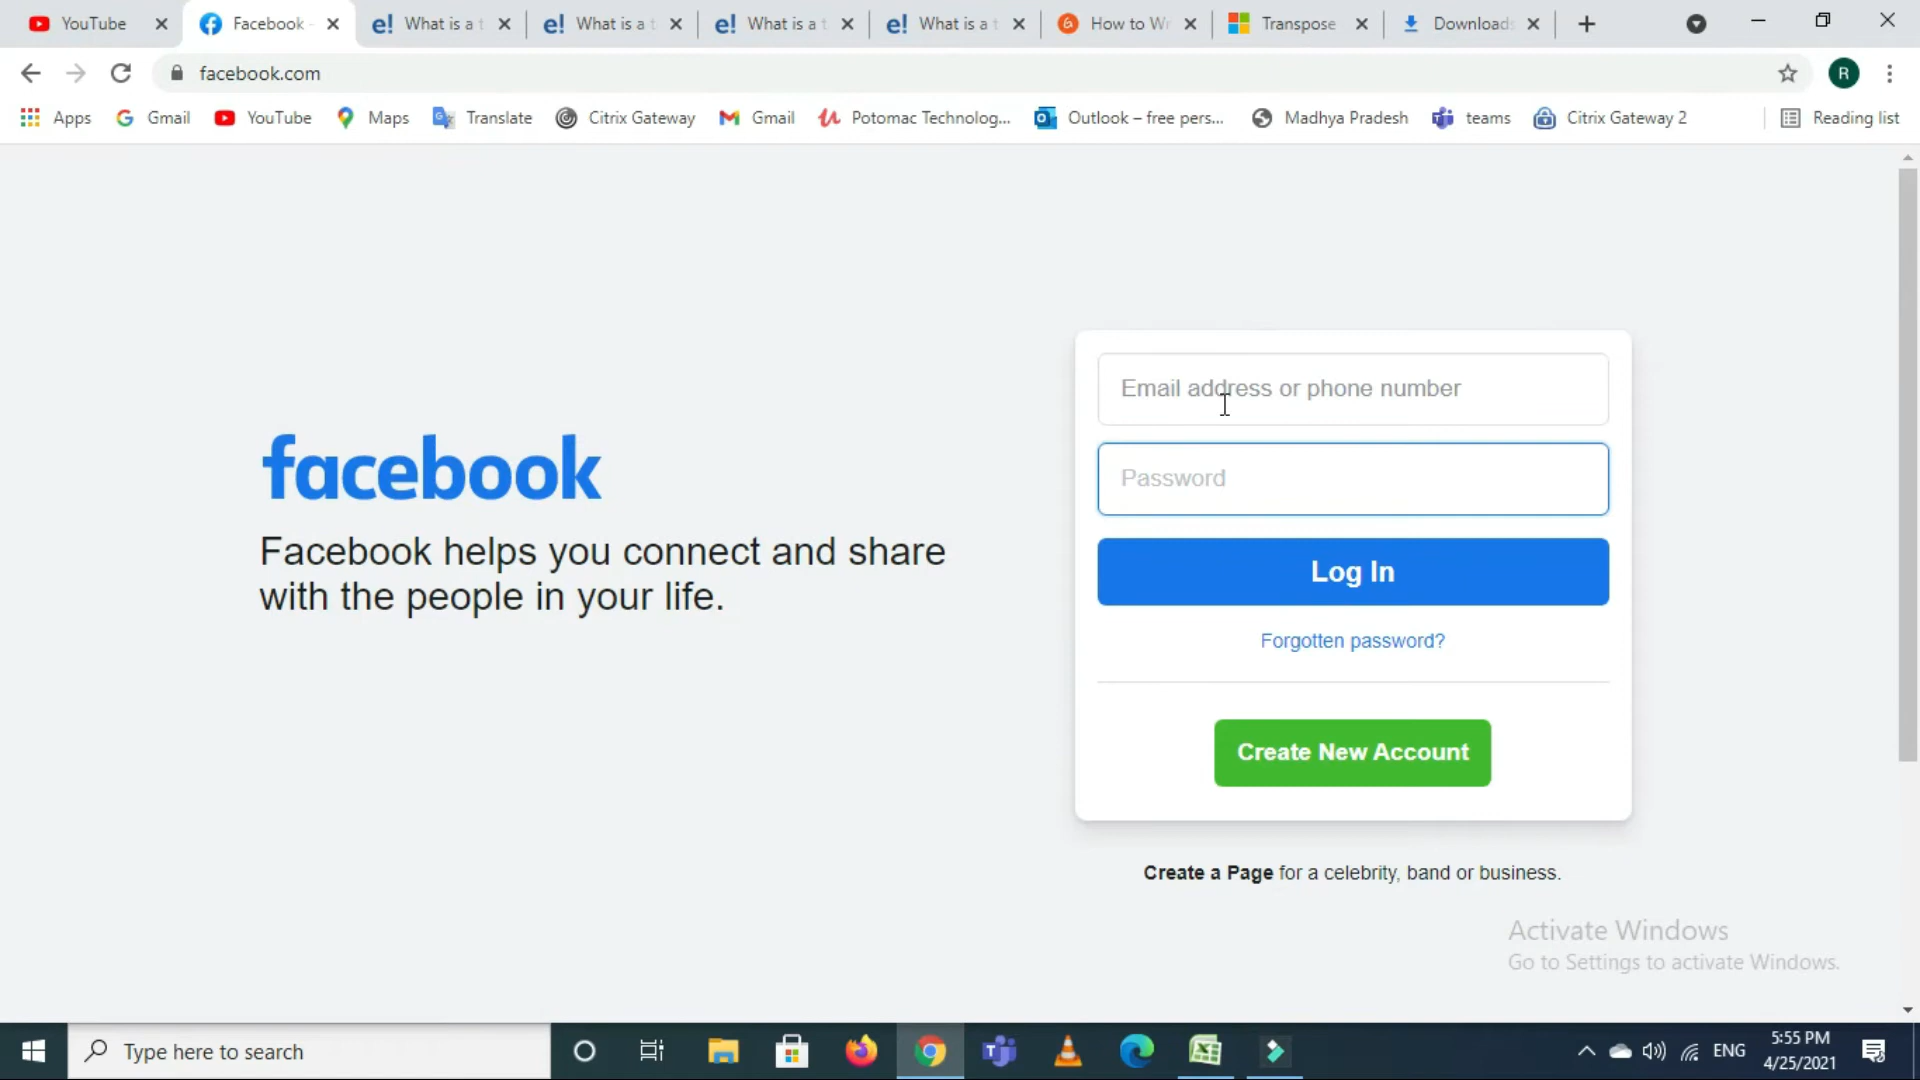 YouTube
Facebook -
e! What is a t
e! What is a t
e! What is a t
e! What is a t
How to Wr
Transpose
Downloads
facebook.com
R
Apps
Gmail
YouTube
Maps
Translate
Citrix Gateway
Gmail
Potomac Technolog...
Outlook – free pers...
Madhya Pradesh
teams
Citrix Gateway 2
Reading list
Email address or phone number
Password
Log In
Forgotten password?
Create New Account
Create a Page for a celebrity, band or business.
facebook
Facebook helps you connect and share
with the people in your life.
Activate Windows
Go to Settings to activate Windows.
Type here to search
ENG
5:55 PM
4/25/2021